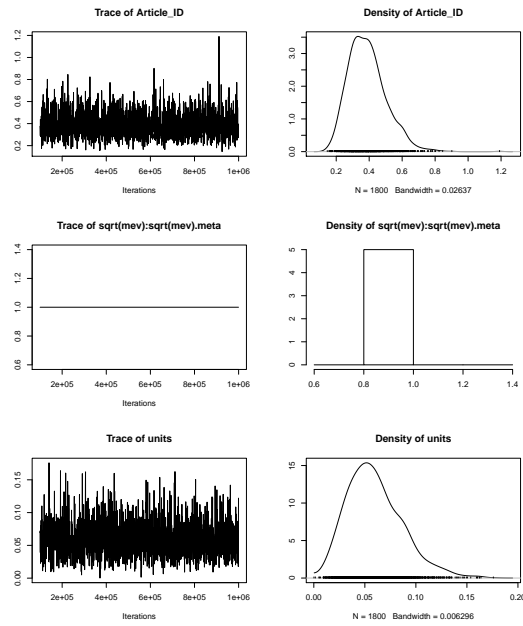 Trace of Article_ID
0.2 0.4 0.6 0.8 1.0 1.2
2e+05 4e+05 6e+05 8e+05 1e+06
Iterations
Density of Article_ID
0.0 1.0 2.0 3.0
0.2 0.4 0.6 0.8 1.0 1.2
N = 1800 Bandwidth = 0.02637
Trace of sqrt(mev):sqrt(mev).meta
0.6 0.8 1.0 1.2 1.4
2e+05 4e+05 6e+05 8e+05 1e+06
Iterations
Density of sqrt(mev):sqrt(mev).meta
0 1 2 3 4 5
0.6 0.8 1.0 1.2 1.4
Trace of units
0.00 0.05 0.10 0.15
2e+05 4e+05 6e+05 8e+05 1e+06
Iterations
Density of units
0 5 10 15
0.00 0.05 0.10 0.15 0.20
N = 1800 Bandwidth = 0.006296